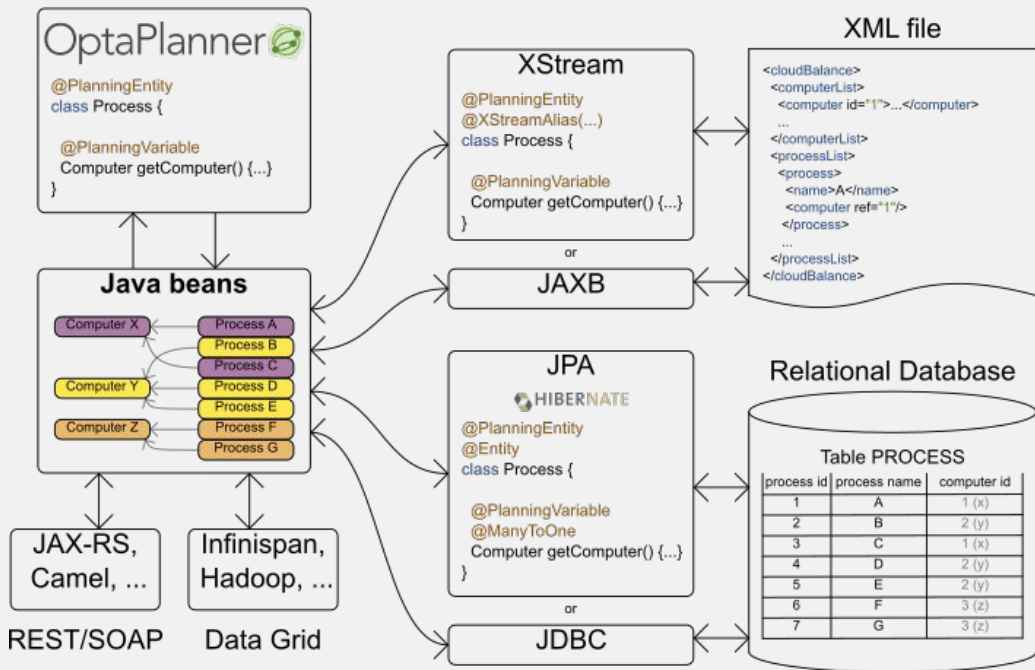 OptaPlanner
@PlanningEntity
class Process {
@PlanningVariable
Computer getComputer() {...}
}
Java beans
Computer X
Computer Y
Computer Z
Process A
Process B
Process C
Process D
Process E
Process F
Process G
JAX-RS,
Camel, ...
REST/SOAP
Infinispan,
Hadoop, ...
Data Grid
XStream
@PlanningEntity
@XStreamAlias(...)
class Process {
@PlanningVariable
Computer getComputer() {...}
}
or
JAXB
JPA
HIBERNATE
@PlanningEntity
@Entity
class Process {
@PlanningVariable
@ManyToOne
Computer getComputer() {...}
}
or
JDBC
XML file
<cloudBalance>
<computerList>
<computer id="1">...</computer>
...
</computerList>
<processList>
<process>
<name>A</name>
<computer ref="1"/>
</process>
...
</processList>
</cloudBalance>
Relational Database
Table PROCESS
process id process name computer id
1 A 1 (x)
2 B 2 (y)
3 C 1 (x)
4 D 2 (y)
5 E 2 (y)
6 F 3 (z)
7 G 3 (z)